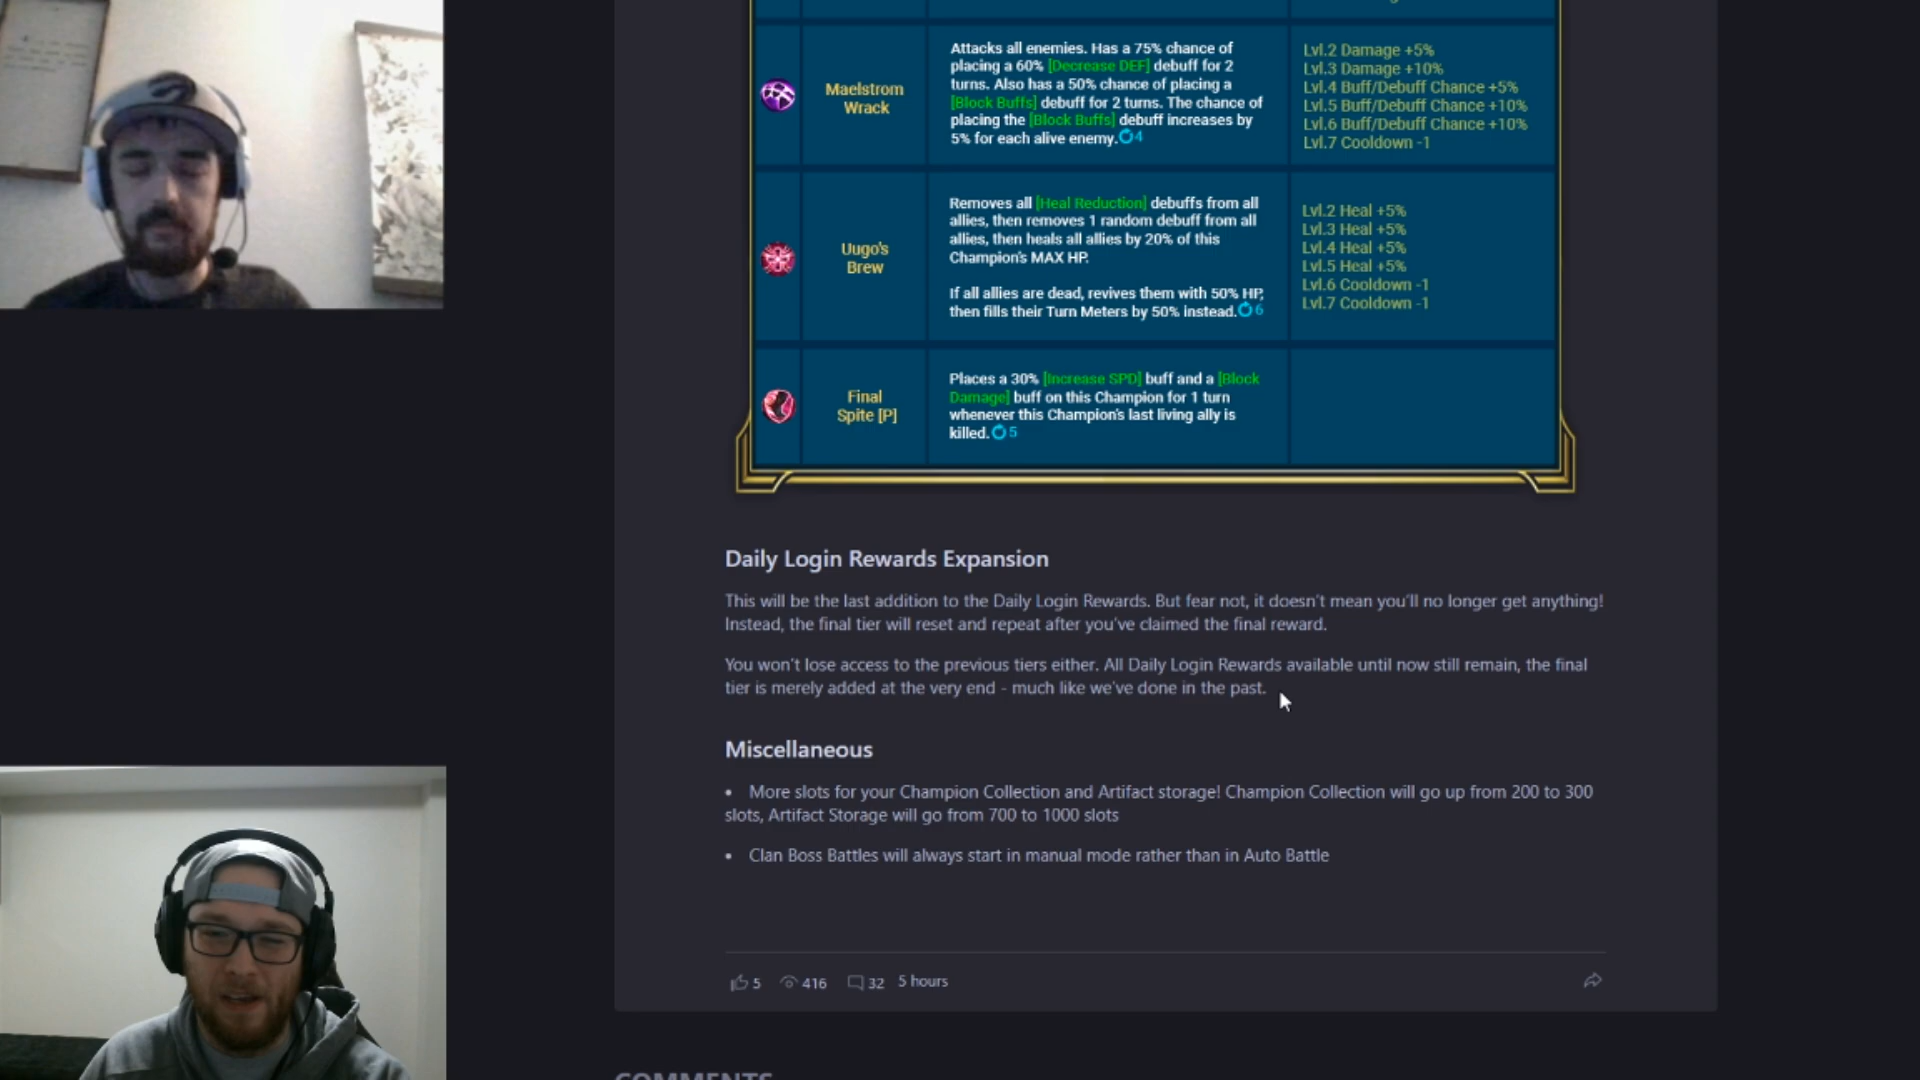 Maelstrom
Wrack
Attacks all enemies. Has a 75% chance of
placing a 60% [Decrease DEF] debuff for 2
turns. Also has a 50% chance of placing a
[Block Buffs] debuff for 2 turns. The chance of
placing the [Block Buffs] debuff increases by
5% for each alive enemy. 4
Lvl.2 Damage +5%
Lvl.3 Damage +10%
Lvl.4 Buff/Debuff Chance +5%
Lvl.5 Buff/Debuff Chance +10%
Lvl.6 Buff/Debuff Chance +10%
Lvl.7 Cooldown -1
Uugo's
Brew
Removes all [Heal Reduction] debuffs from all
allies, then removes 1 random debuff from all
allies, then heals all allies by 20% of this
Champion's MAX HP.
If all allies are dead, revives them with 50% HP,
then fills their Turn Meters by 50% instead. 6
Lvl.2 Heal +5%
Lvl.3 Heal +5%
Lvl.4 Heal +5%
Lvl.5 Heal +5%
Lvl.6 Cooldown -1
Lvl.7 Cooldown -1
Final
Spite [P]
Places a 30% [Increase SPD] buff and a [Block
Damage] buff on this Champion for 1 turn
whenever this Champion's last living ally is
killed. 5
Daily Login Rewards Expansion
This will be the last addition to the Daily Login Rewards. But fear not, it doesn't mean you'll no longer get anything!
Instead, the final tier will reset and repeat after you've claimed the final reward.
You won't lose access to the previous tiers either. All Daily Login Rewards available until now still remain, the final
tier is merely added at the very end - much like we've done in the past.
Miscellaneous
• More slots for your Champion Collection and Artifact storage! Champion Collection will go up from 200 to 300
slots, Artifact Storage will go from 700 to 1000 slots
• Clan Boss Battles will always start in manual mode rather than in Auto Battle
5 416 32 5 hours
COMMENTS